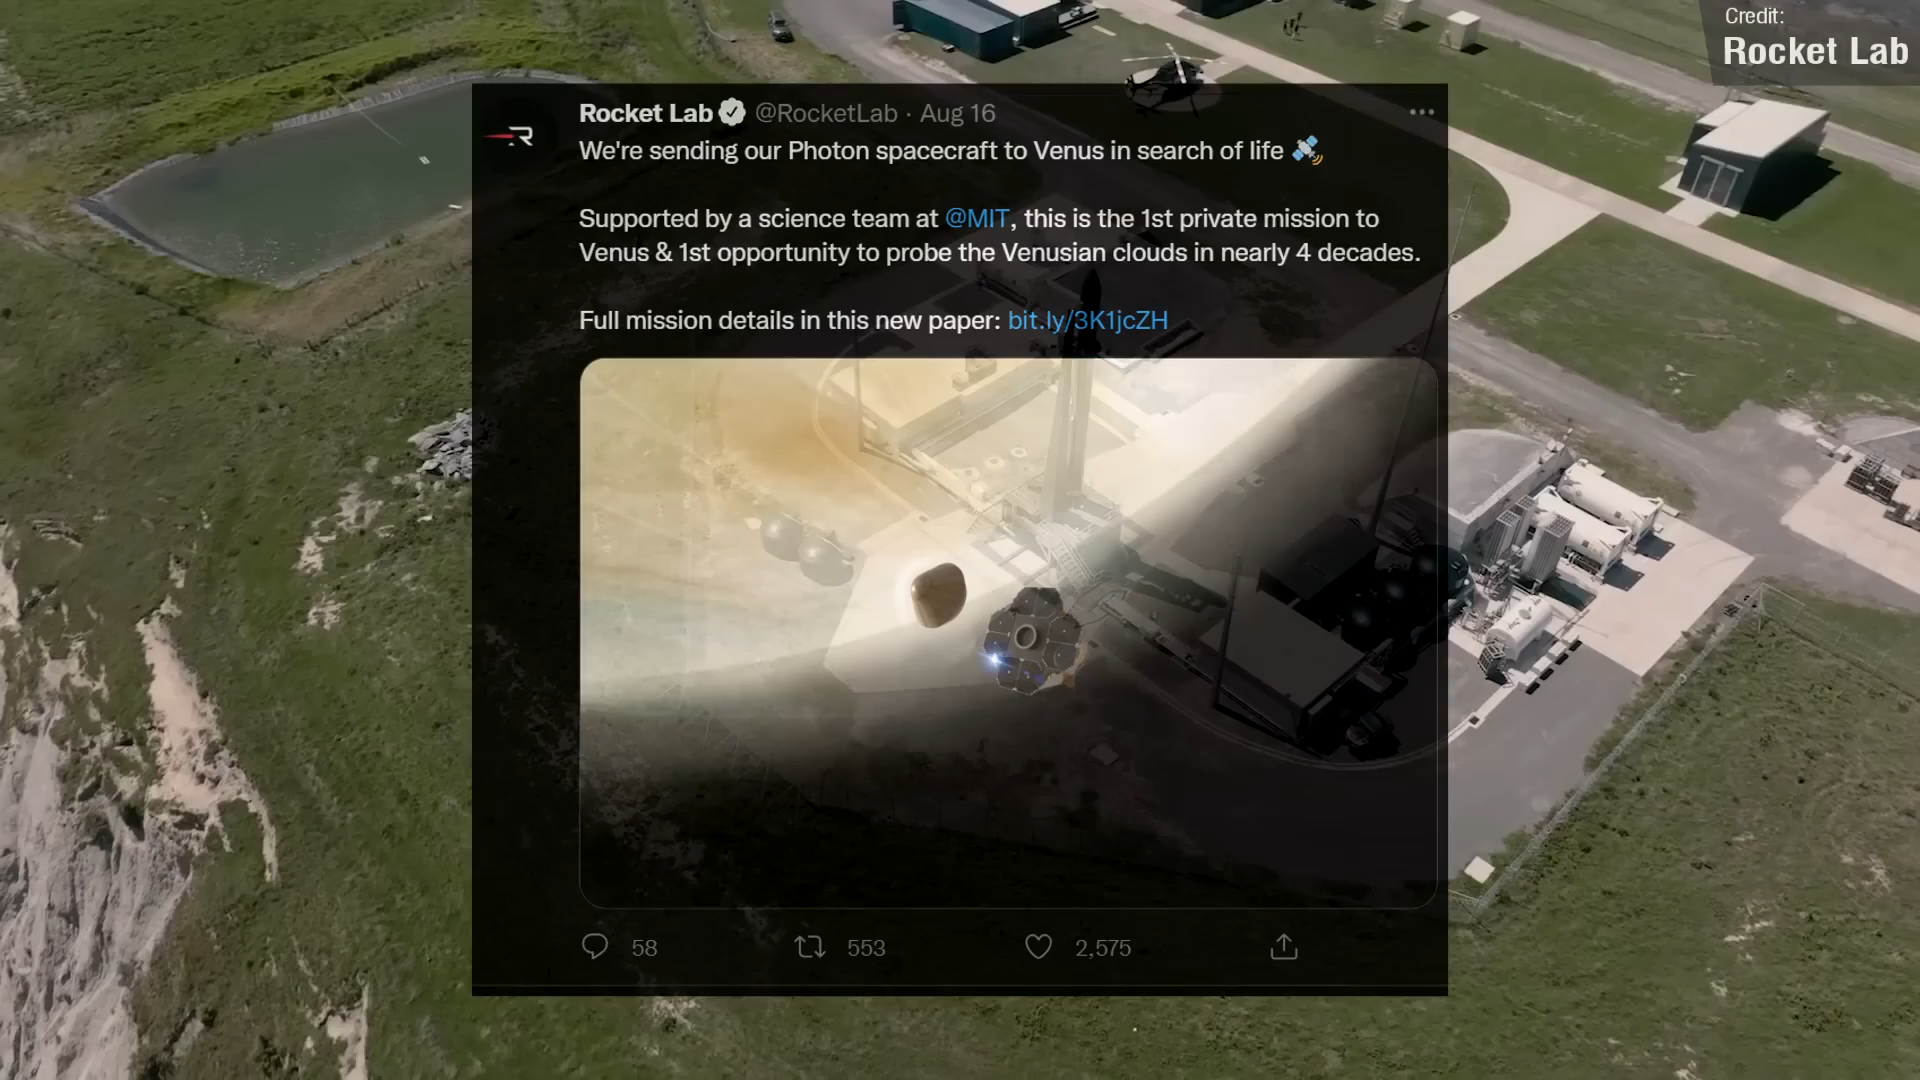 Credit:
Rocket Lab
Rocket Lab @RocketLab · Aug 16
We're sending our Photon spacecraft to Venus in search of life 🛰️
Supported by a science team at @MIT, this is the 1st private mission to
Venus & 1st opportunity to probe the Venusian clouds in nearly 4 decades.
Full mission details in this new paper: bit.ly/3K1jcZH
58 553 2,575